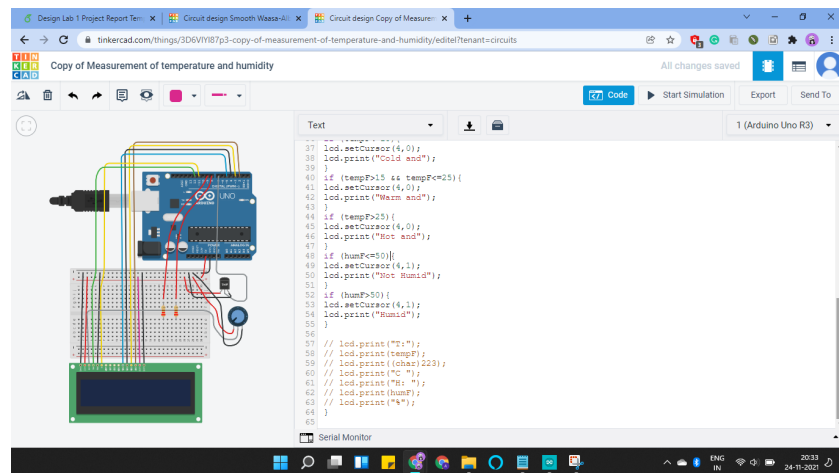 Design Lab 1 Project Report Tem
Circuit design Smooth Waasa-All
Circuit design Copy of Measurem
tinkercad.com/things/3D6VlYl87p3-copy-of-measurement-of-temperature-and-humidity/editel?tenant=circuits
TIN
KER
CAD
Copy of Measurement of temperature and humidity
All changes saved
Code
Start Simulation
Export
Send To
Text
1 (Arduino Uno R3)
37 lcd.setCursor(4,0);
38 lcd.print("Cold and");
39 }
40 if (tempF>15 && tempF<=25){
41 lcd.setCursor(4,0);
42 lcd.print("Warm and");
43 }
44 if (tempF>25){
45 lcd.setCursor(4,0);
46 lcd.print("Hot and");
47 }
48 if (humF<=50){
49 lcd.setCursor(4,1);
50 lcd.print("Not Humid");
51 }
52 if (humF>50){
53 lcd.setCursor(4,1);
54 lcd.print("Humid");
55 }
56
57 // lcd.print("T:");
58 // lcd.print(tempF);
59 // lcd.print((char)223);
60 // lcd.print("C ");
61 // lcd.print("H: ");
62 // lcd.print(humF);
63 // lcd.print("%");
64 }
65
UNO
ARDUINO
Serial Monitor
ENG
IN
20:33
24-11-2021